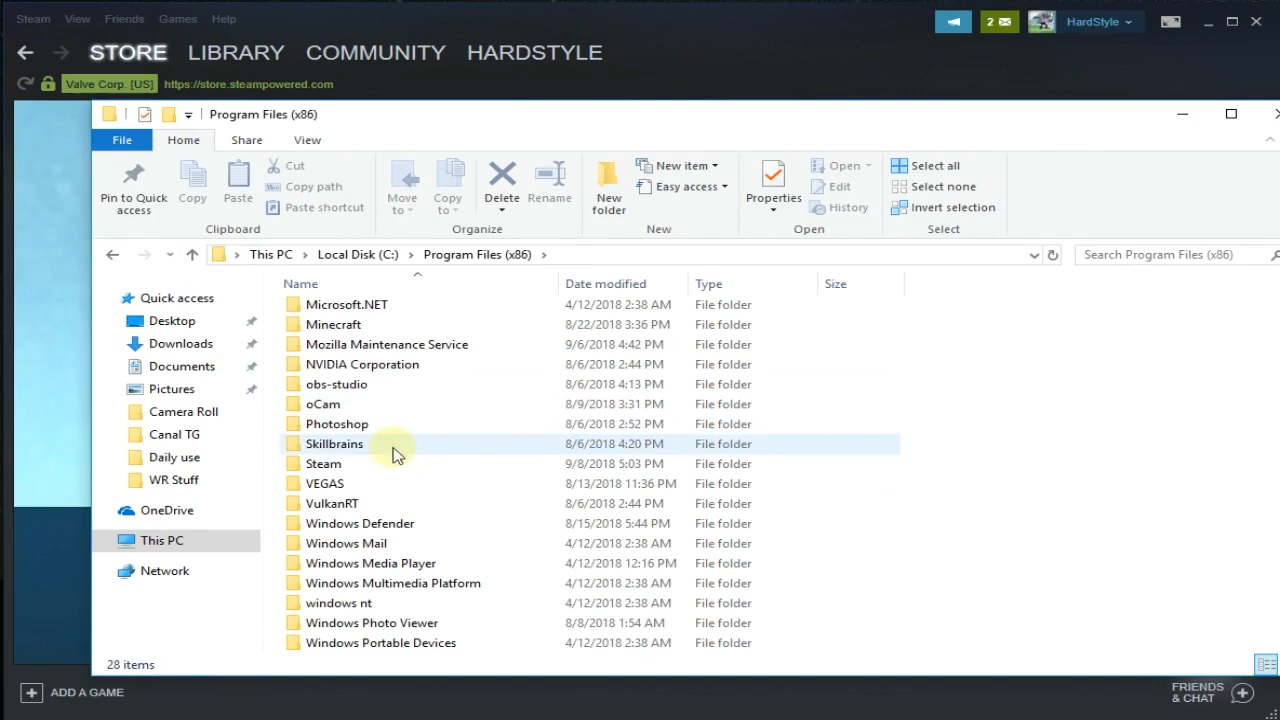 Steam View Friends Games Help
2 HardStyle
STORE LIBRARY COMMUNITY HARDSTYLE
Valve Corp. [US] https://store.steampowered.com
Program Files (x86)
File Home Share View
Pin to Quick access
Copy
Paste
Cut
Copy path
Paste shortcut
Clipboard
Move to
Copy to
Delete
Rename
Organize
New folder
New item
Easy access
New
Properties
Open
Edit
History
Open
Select all
Select none
Invert selection
Select
This PC Local Disk (C:) Program Files (x86)
Search Program Files (x86)
Quick access
Desktop
Downloads
Documents
Pictures
Camera Roll
Canal TG
Daily use
WR Stuff
OneDrive
This PC
Network
Name Date modified Type Size
Microsoft.NET 4/12/2018 2:38 AM File folder
Minecraft 8/22/2018 3:36 PM File folder
Mozilla Maintenance Service 9/6/2018 4:42 PM File folder
NVIDIA Corporation 8/6/2018 2:44 PM File folder
obs-studio 8/6/2018 4:13 PM File folder
oCam 8/9/2018 3:31 PM File folder
Photoshop 8/6/2018 2:52 PM File folder
Skillbrains 8/6/2018 4:20 PM File folder
Steam 9/8/2018 5:03 PM File folder
VEGAS 8/13/2018 11:36 PM File folder
VulkanRT 8/6/2018 2:44 PM File folder
Windows Defender 8/15/2018 5:44 PM File folder
Windows Mail 4/12/2018 2:38 AM File folder
Windows Media Player 4/12/2018 12:16 PM File folder
Windows Multimedia Platform 4/12/2018 2:38 AM File folder
windows nt 4/12/2018 2:38 AM File folder
Windows Photo Viewer 8/8/2018 1:54 AM File folder
Windows Portable Devices 4/12/2018 2:38 AM File folder
28 items
ADD A GAME
FRIENDS
& CHAT